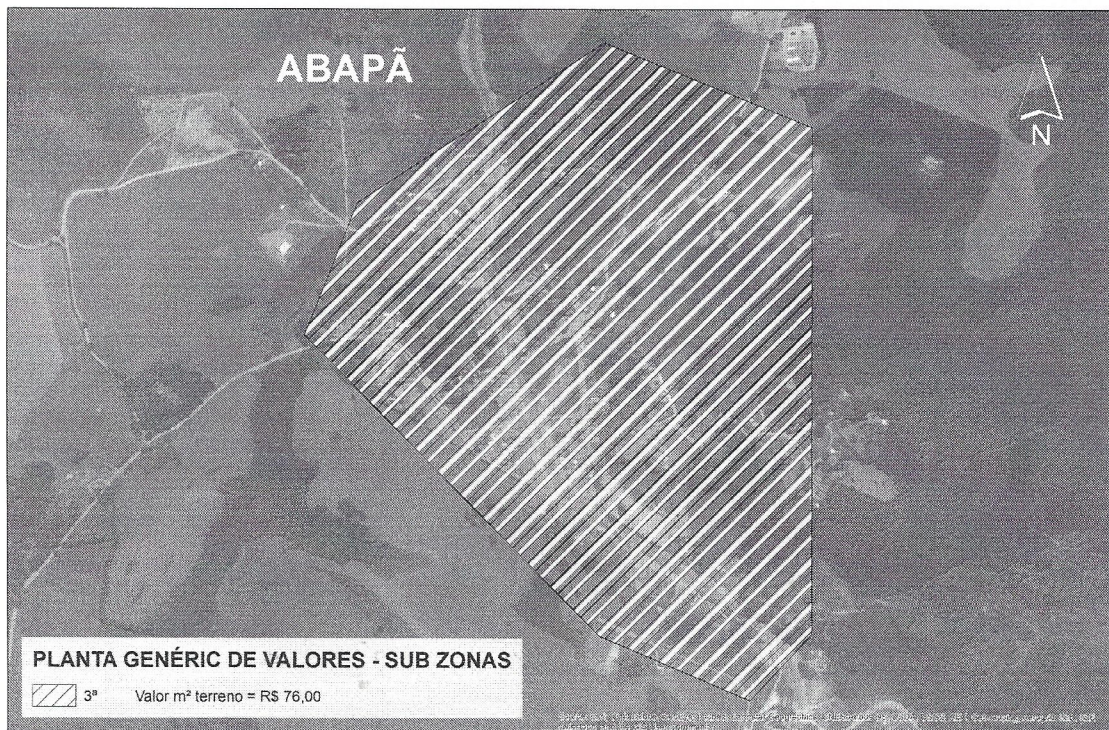 ABAPÃ
N
PLANTA GENÉRIC DE VALORES - SUB ZONAS
3ª Valor m² terreno = R$ 76,00